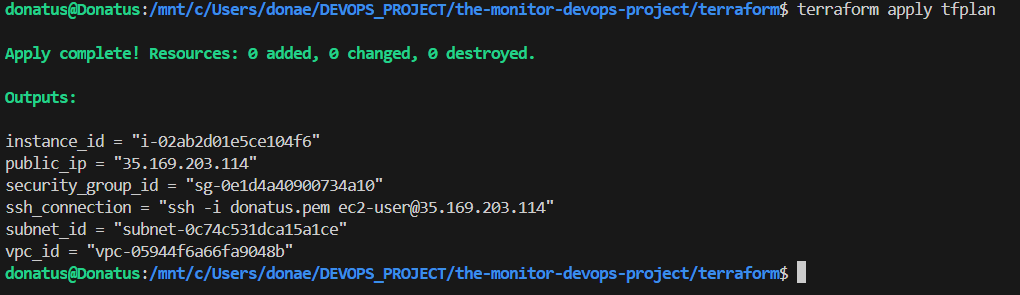 donatus@Donatus:/mnt/c/Users/donae/DEVOPS_PROJECT/the-monitor-devops-project/terraform$ terraform apply tfplan
Apply complete! Resources: 0 added, 0 changed, 0 destroyed.
Outputs:
instance_id = "i-02ab2d01e5ce104f6"
public_ip = "35.169.203.114"
security_group_id = "sg-0e1d4a40900734a10"
ssh_connection = "ssh -i donatus.pem ec2-user@35.169.203.114"
subnet_id = "subnet-0c74c531dca15a1ce"
vpc_id = "vpc-05944f6a66fa9048b"
donatus@Donatus:/mnt/c/Users/donae/DEVOPS_PROJECT/the-monitor-devops-project/terraform$